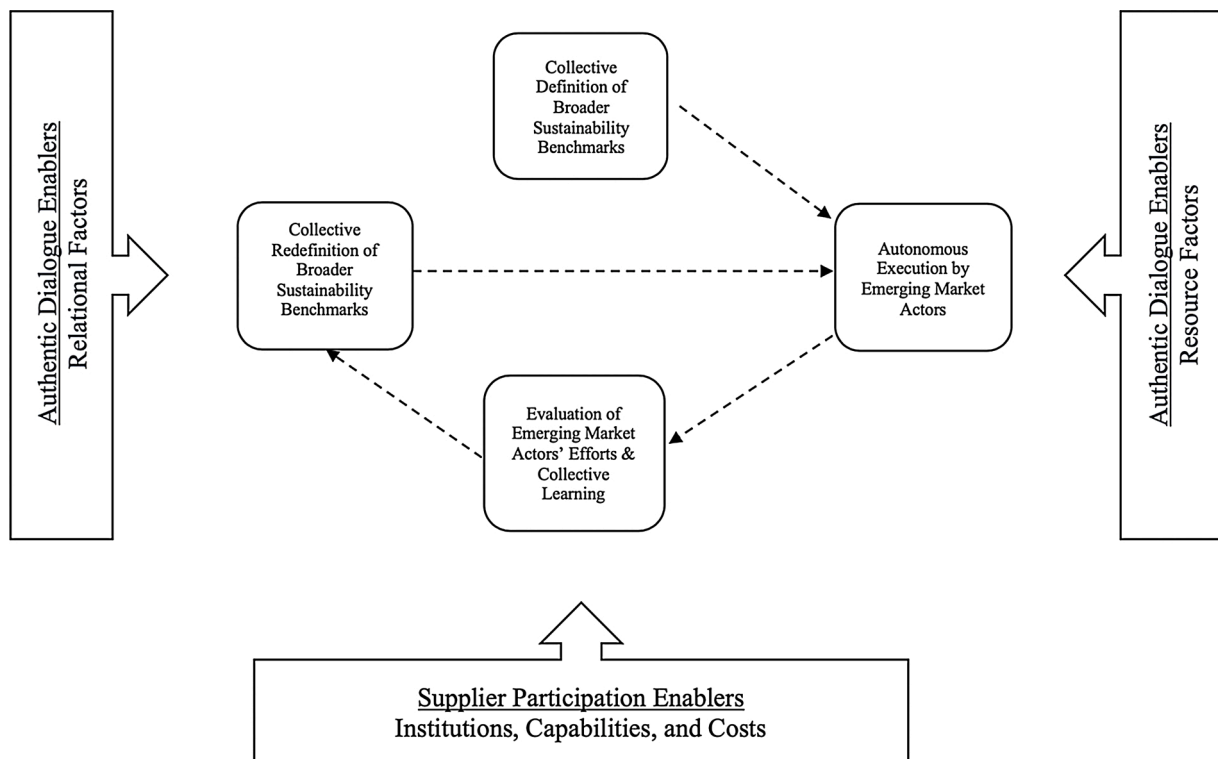 Authentic Dialogue Enablers
Relational Factors
Collective
Definition of
Broader
Sustainability
Benchmarks
Collective
Redefinition of
Broader
Sustainability
Benchmarks
Autonomous
Execution by
Emerging Market
Actors
Evaluation of
Emerging Market
Actors’ Efforts &
Collective
Learning
Authentic Dialogue Enablers
Resource Factors
Supplier Participation Enablers
Institutions, Capabilities, and Costs